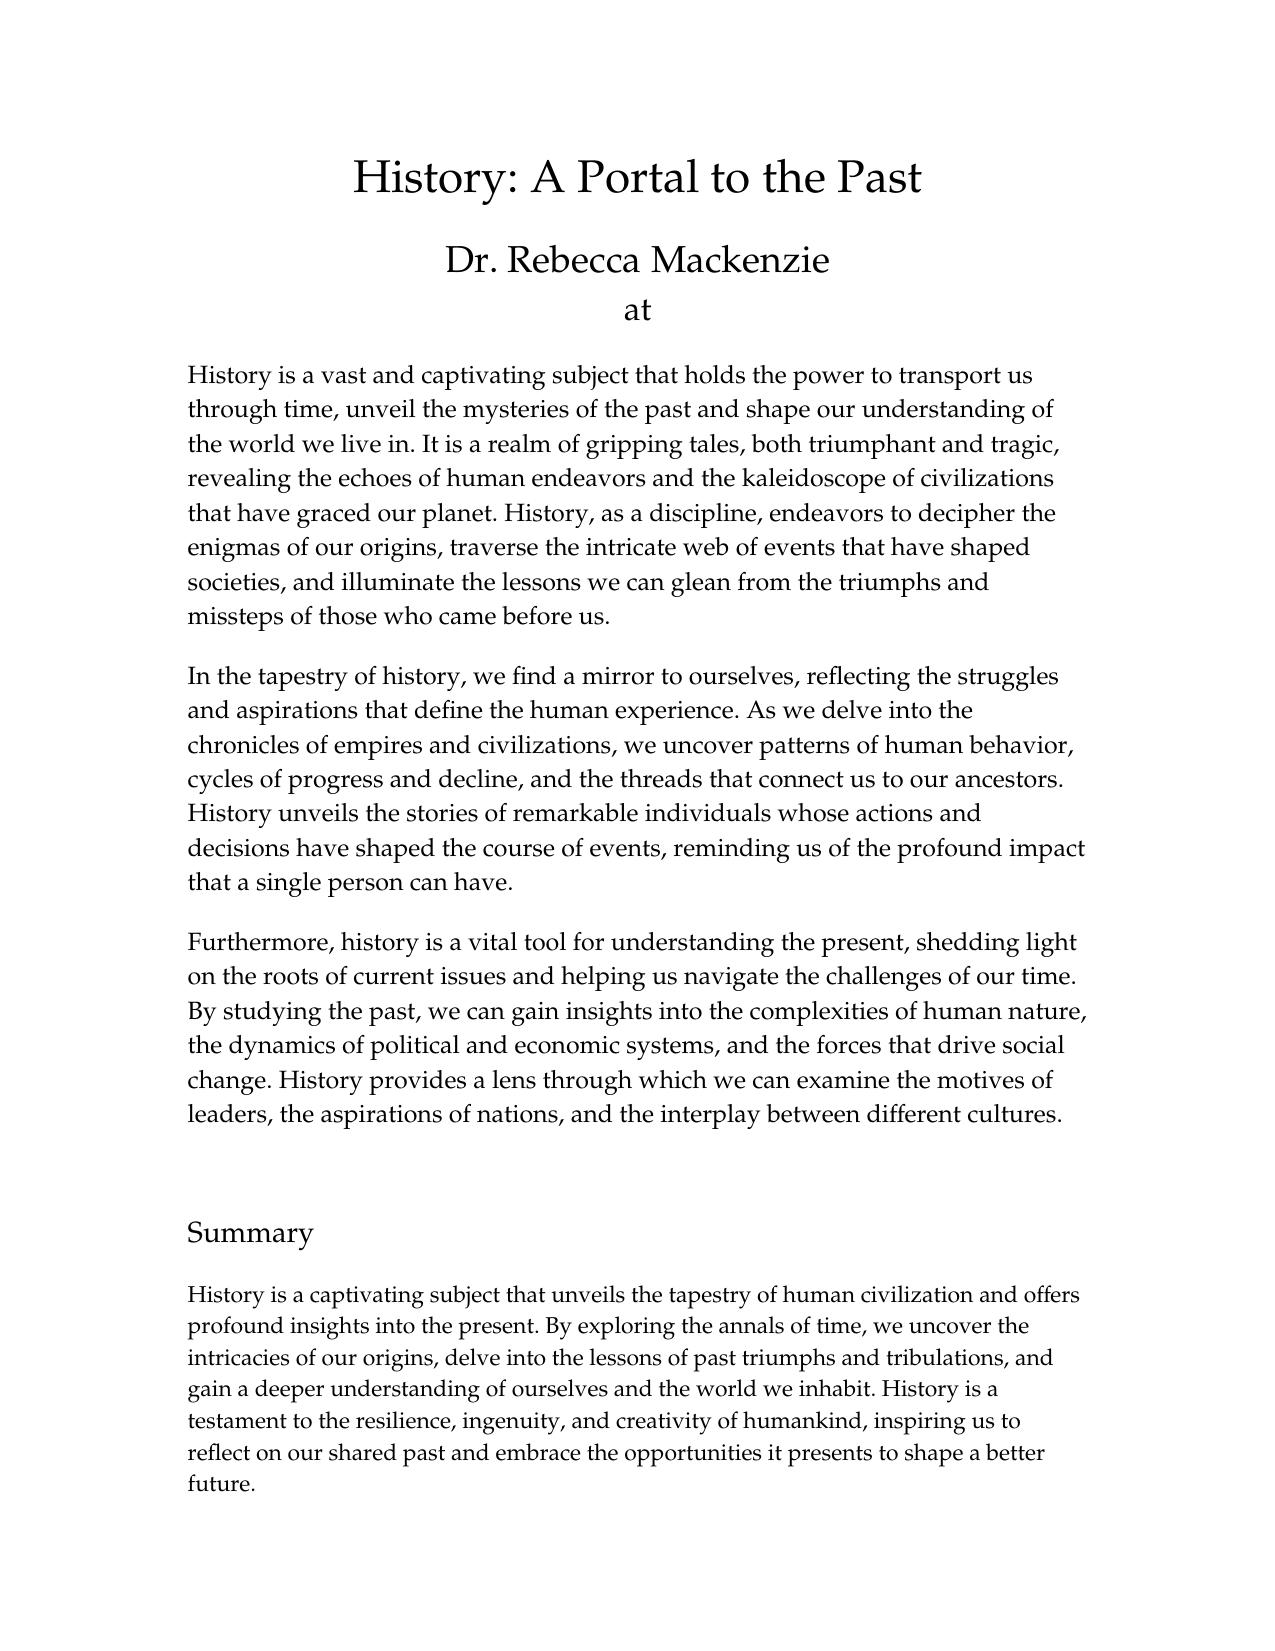 History: A Portal to the Past
Dr. Rebecca Mackenzie
at
History is a vast and captivating subject that holds the power to transport us
through time, unveil the mysteries of the past and shape our understanding of
the world we live in. It is a realm of gripping tales, both triumphant and tragic,
revealing the echoes of human endeavors and the kaleidoscope of civilizations
that have graced our planet. History, as a discipline, endeavors to decipher the
enigmas of our origins, traverse the intricate web of events that have shaped
societies, and illuminate the lessons we can glean from the triumphs and
missteps of those who came before us.
In the tapestry of history, we find a mirror to ourselves, reflecting the struggles
and aspirations that define the human experience. As we delve into the
chronicles of empires and civilizations, we uncover patterns of human behavior,
cycles of progress and decline, and the threads that connect us to our ancestors.
History unveils the stories of remarkable individuals whose actions and
decisions have shaped the course of events, reminding us of the profound impact
that a single person can have.
Furthermore, history is a vital tool for understanding the present, shedding light
on the roots of current issues and helping us navigate the challenges of our time.
By studying the past, we can gain insights into the complexities of human nature,
the dynamics of political and economic systems, and the forces that drive social
change. History provides a lens through which we can examine the motives of
leaders, the aspirations of nations, and the interplay between different cultures.
Summary
History is a captivating subject that unveils the tapestry of human civilization and offers
profound insights into the present. By exploring the annals of time, we uncover the
intricacies of our origins, delve into the lessons of past triumphs and tribulations, and
gain a deeper understanding of ourselves and the world we inhabit. History is a
testament to the resilience, ingenuity, and creativity of humankind, inspiring us to
reflect on our shared past and embrace the opportunities it presents to shape a better
future.